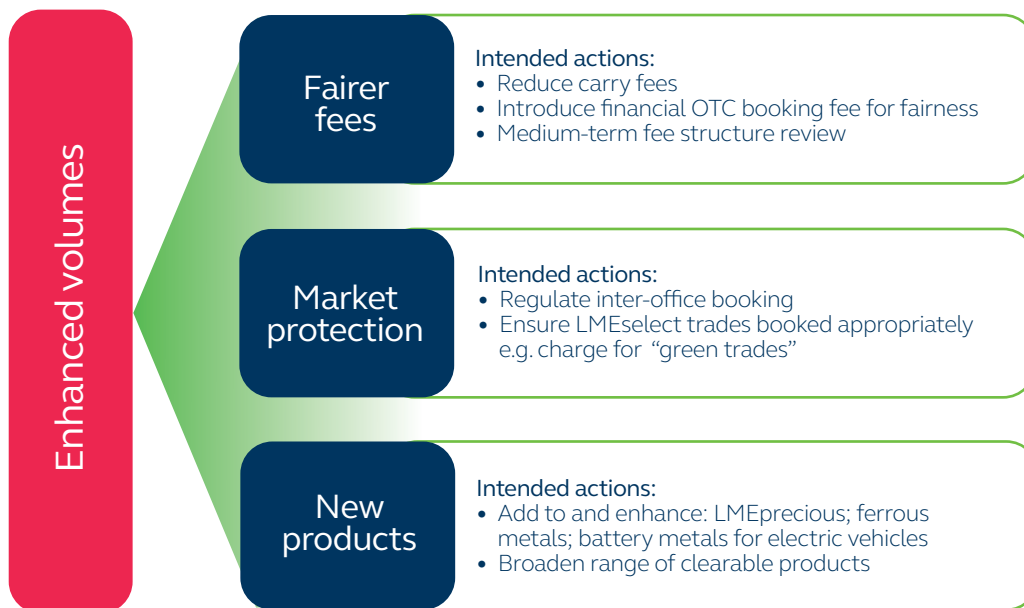 Enhanced volumes
Fairer
fees
Intended actions:
• Reduce carry fees
• Introduce financial OTC booking fee for fairness
• Medium-term fee structure review
Market
protection
Intended actions:
• Regulate inter-office booking
• Ensure LMEselect trades booked appropriately
e.g. charge for “green trades”
New
products
Intended actions:
• Add to and enhance: LMEprecious; ferrous
metals; battery metals for electric vehicles
• Broaden range of clearable products